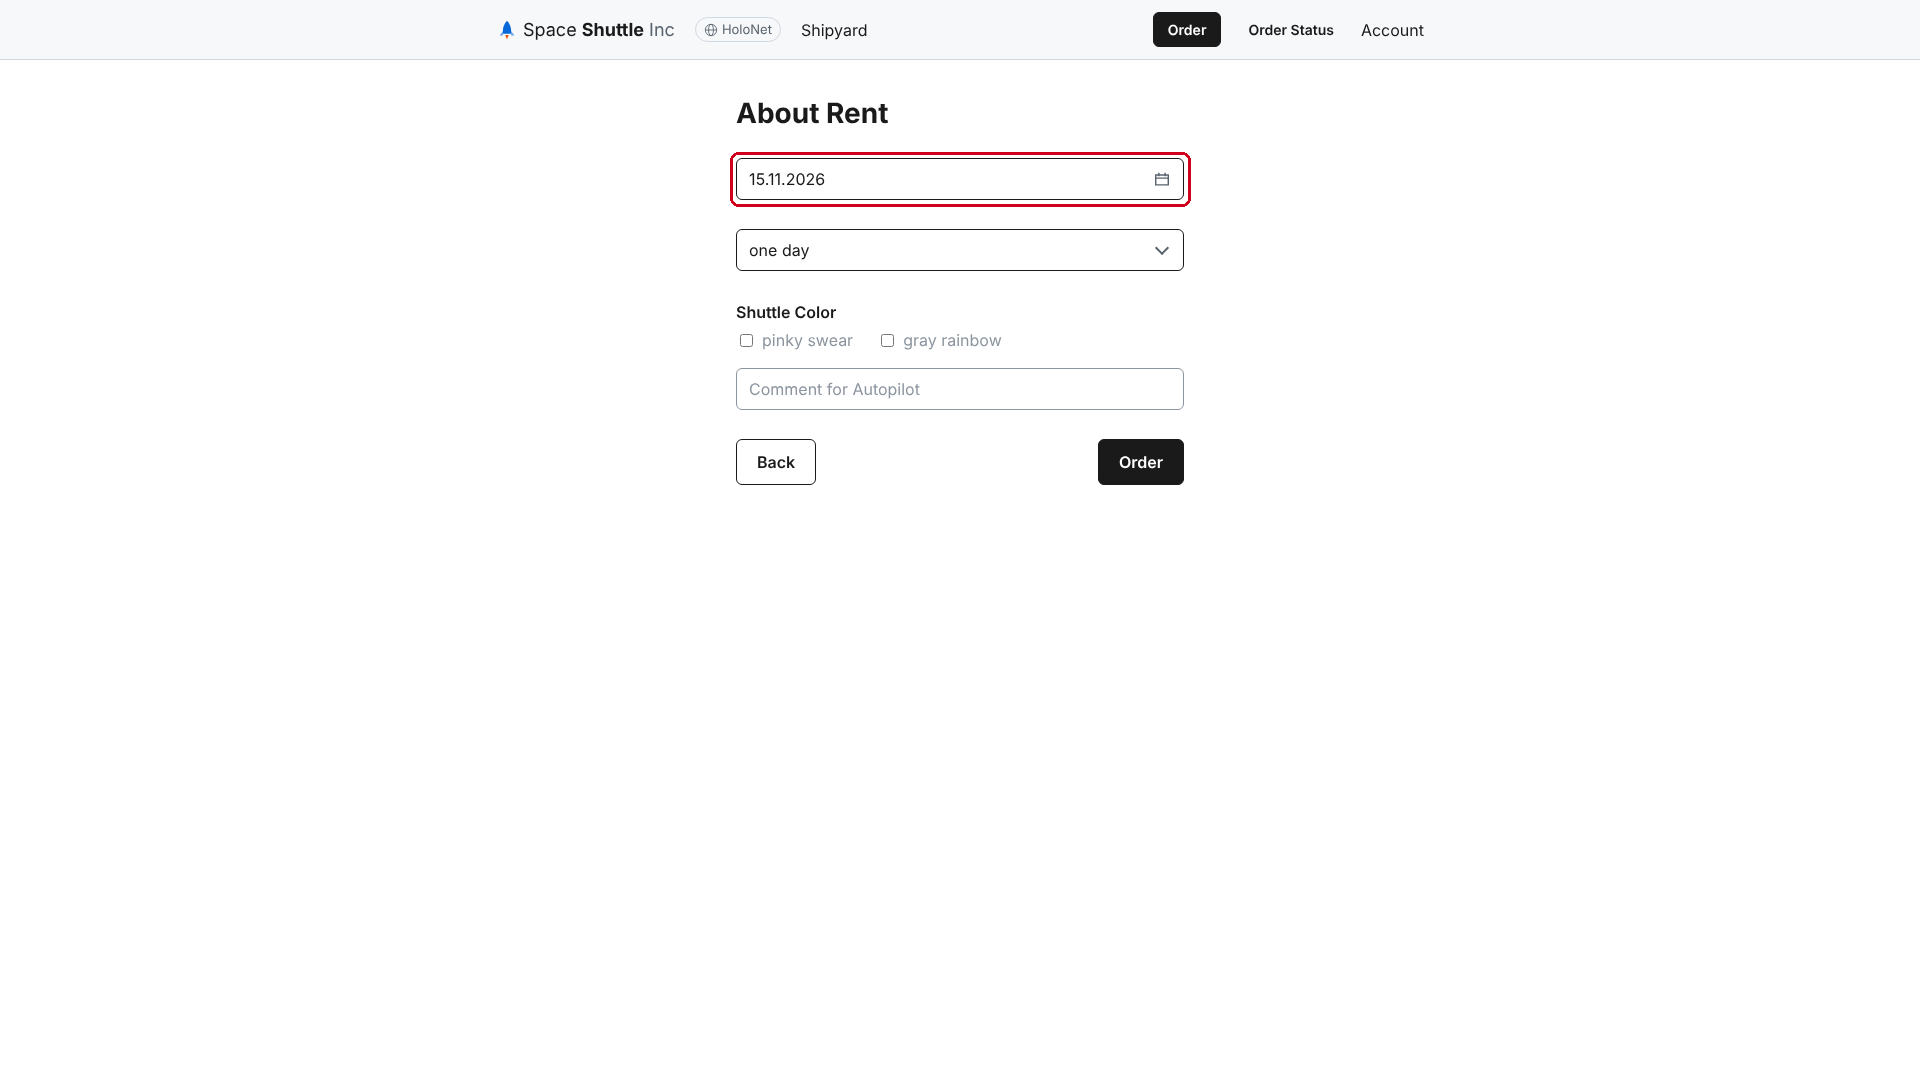 Space Shuttle Inc HoloNet Shipyard Order Order Status Account
About Rent
15.11.2026
one day
Shuttle Color
pinky swear gray rainbow
Comment for Autopilot
Back Order